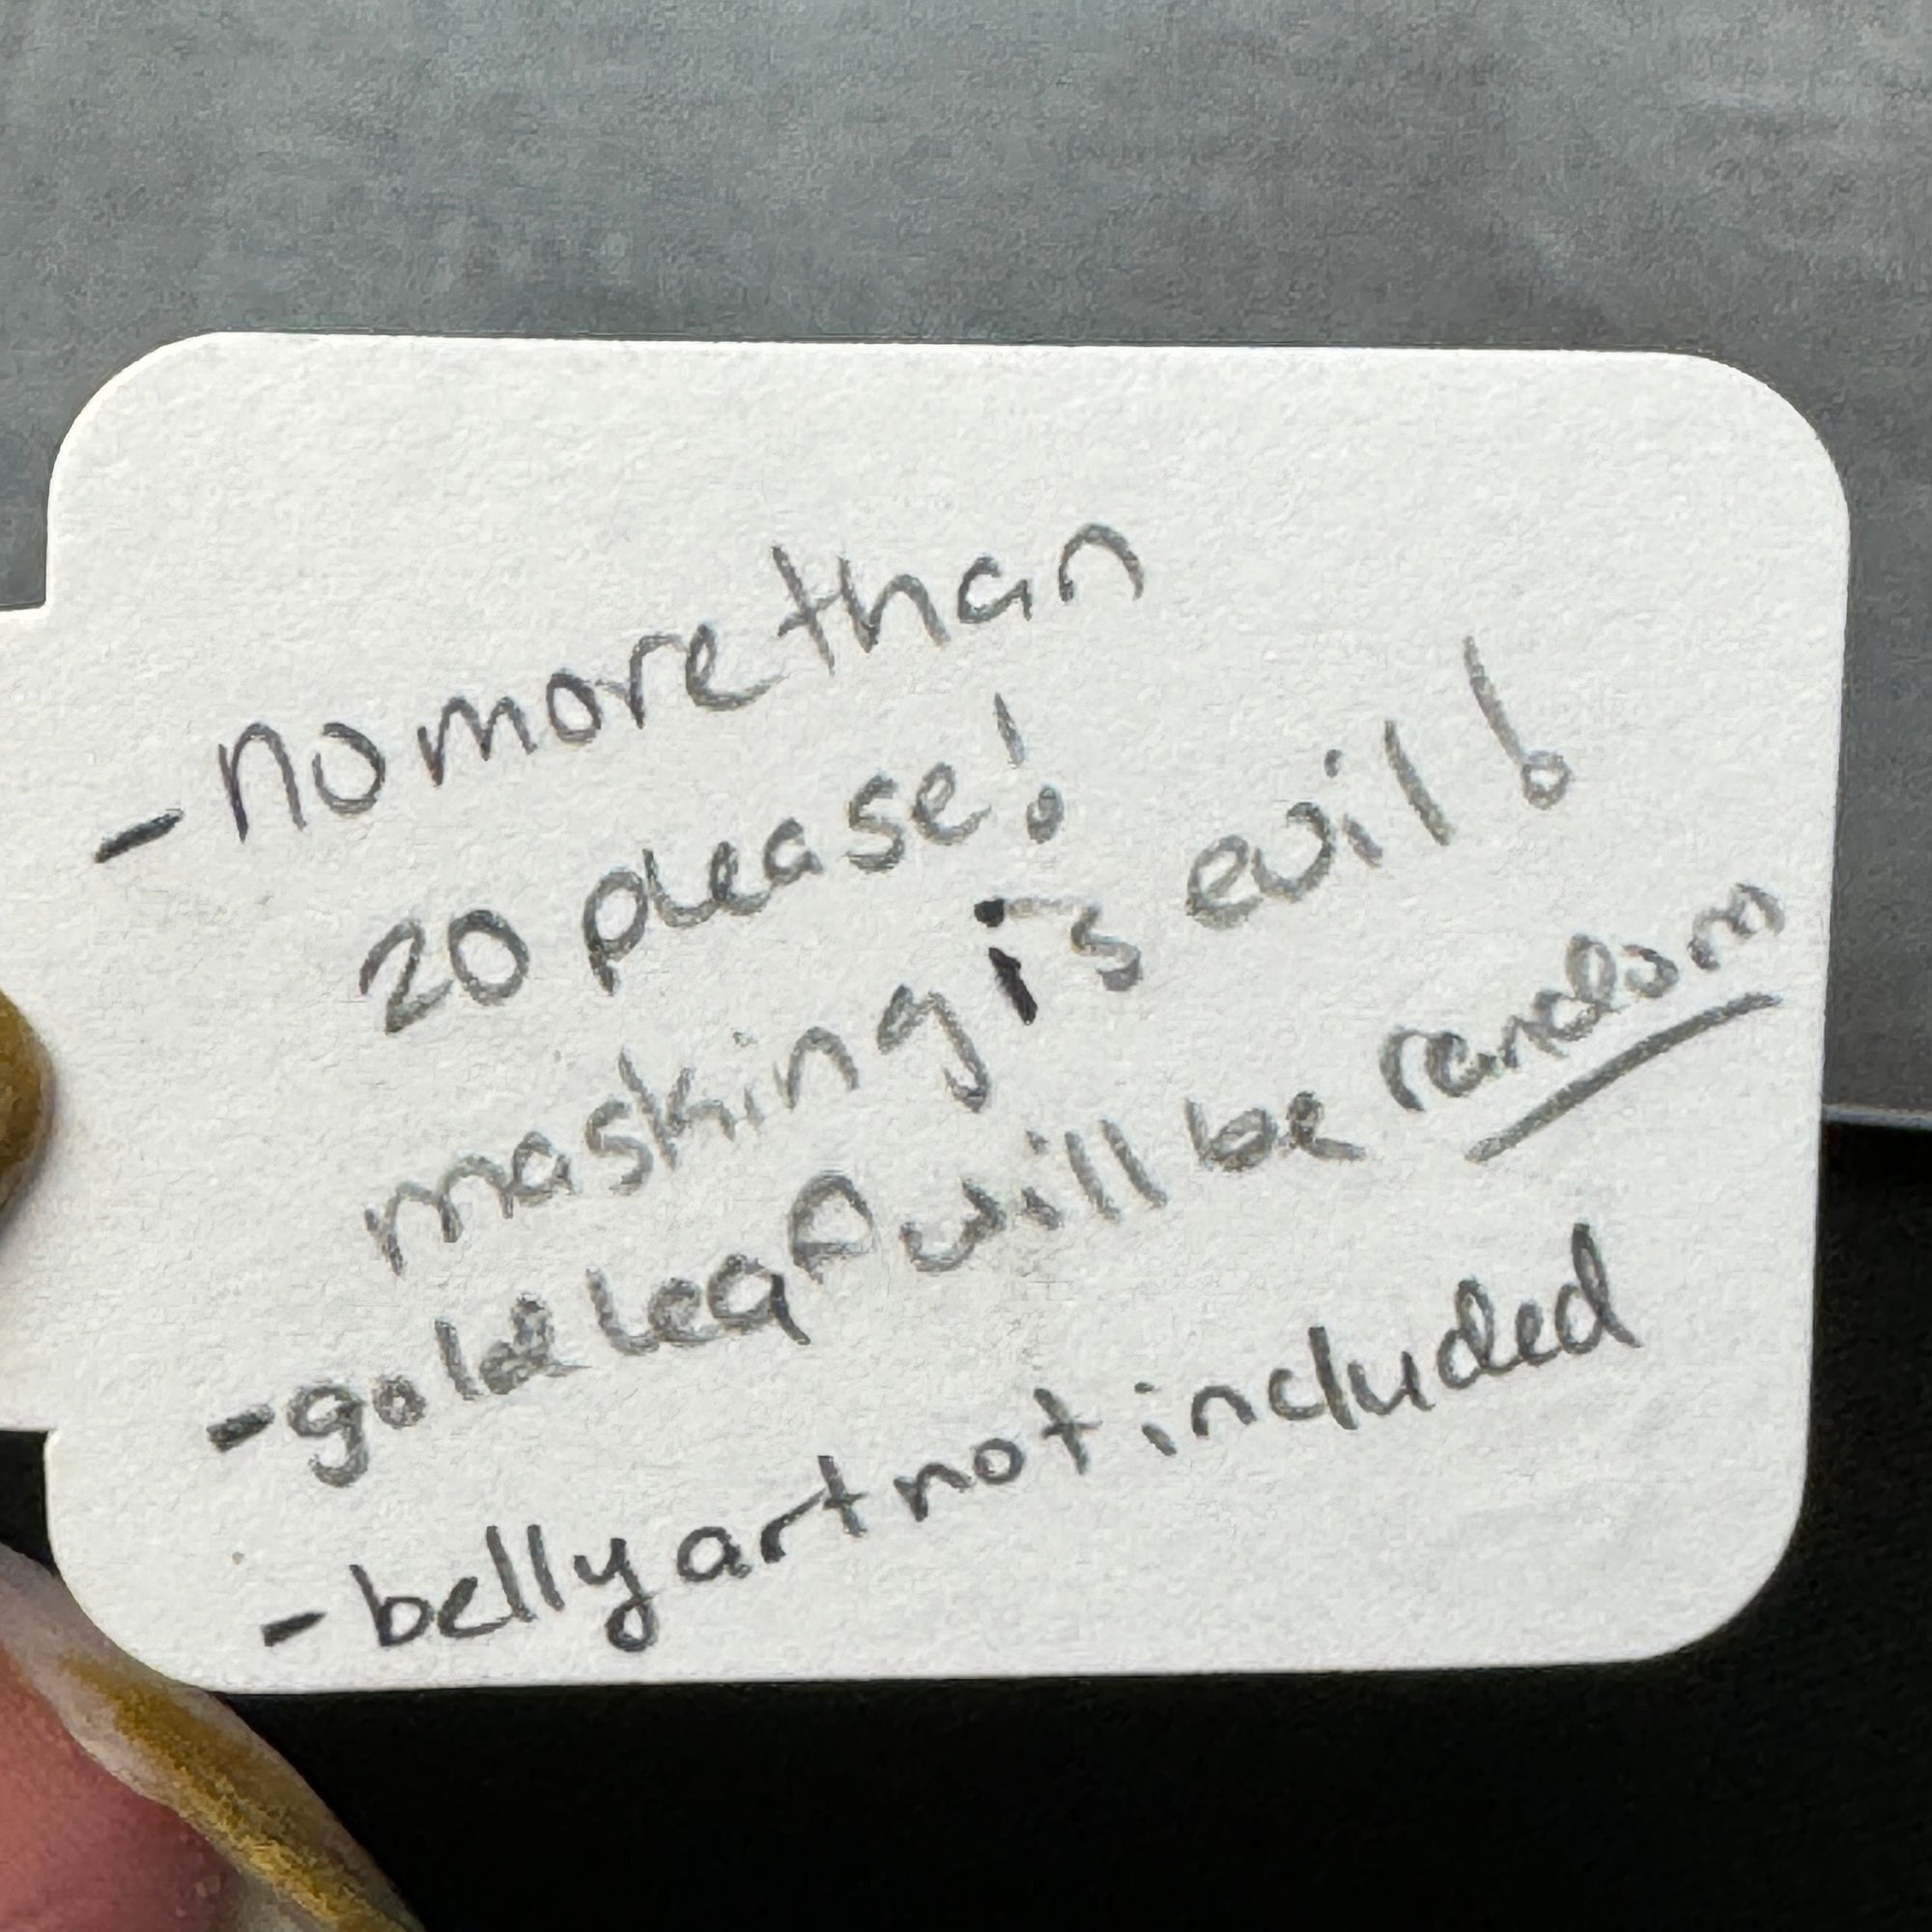 - no more than
20 please!
masking is evil!
- gold leaf will be random
- belly art not included